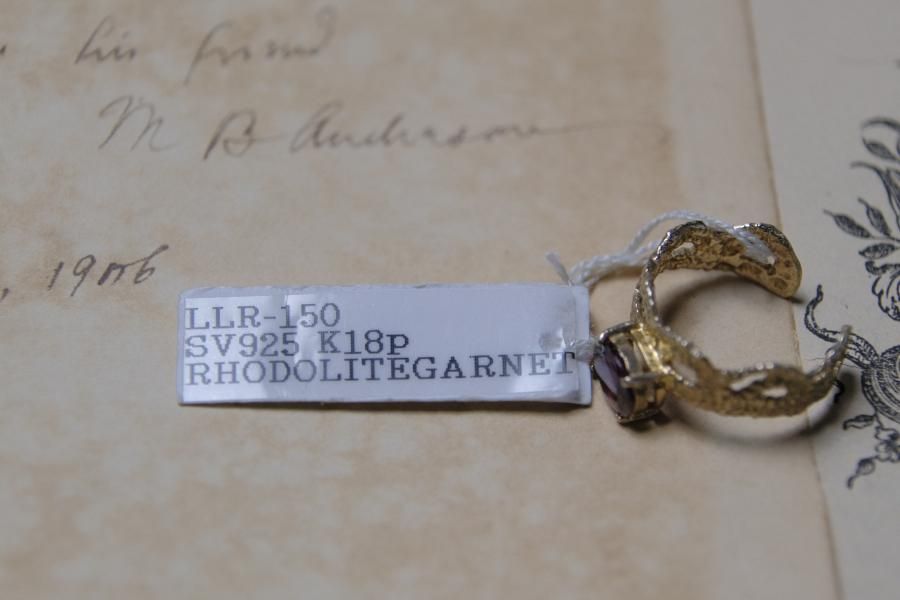 his friend
M B Anderson
, 1906
LLR-150
SV925 K18p
RHODOLITEGARNET